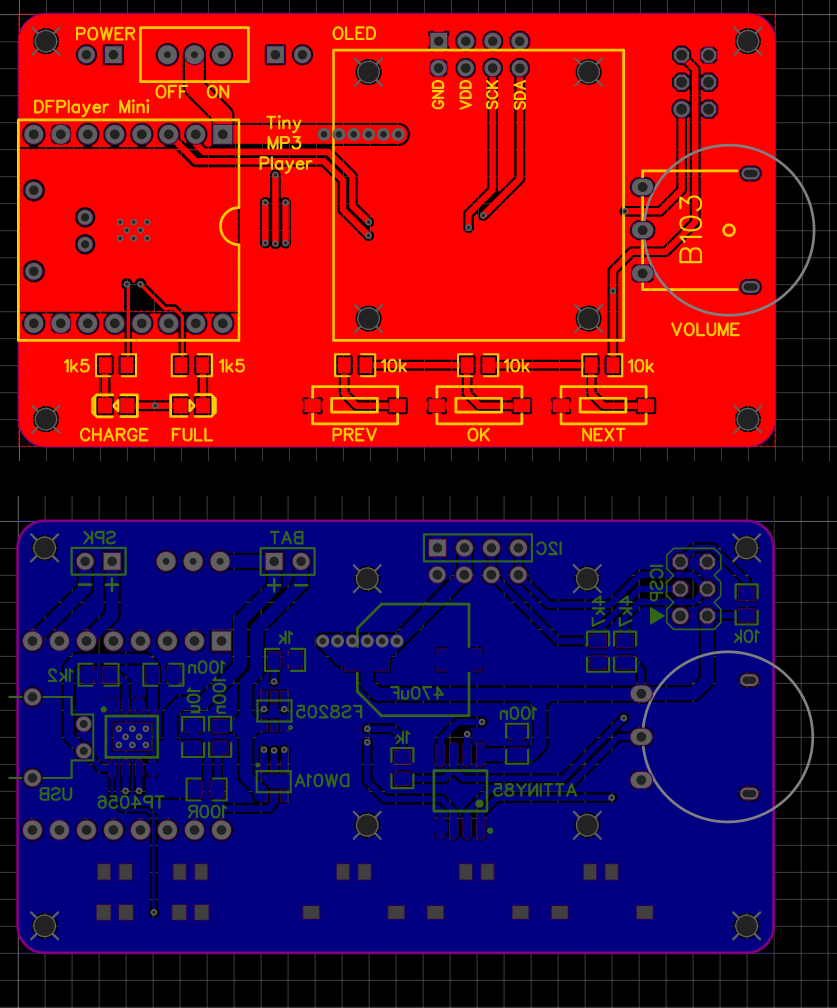 POWER
OLED
OFF ON
GND
VDD
SCK
SDA
DFPlayer Mini
Tiny
MP3
Player
B103
VOLUME
1k5
1k5
10k
10k
10k
CHARGE
FULL
PREV
OK
NEXT
SPK
BAT
I2C
ICSP
- +
+ -
4k7
4k7
10k
1k
1k2
100n
10u
100n
470uF
FS8205
100n
1k
DW01A
ATTINY85
USB
TP4056
100R